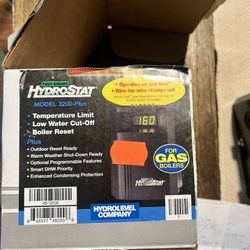 HYDROSTAT
MODEL 3200-Plus
• Temperature Limit
• Low Water Cut-Off
• Boiler Reset
Plus
• Outdoor Reset Ready
• Warm Weather Shut-Down Ready
• Optional Programmable Features
• Smart DHW Priority
• Enhanced Condensing Protection
• Operates on any
• Wire-for-wire change-out
160
FOR
GAS
BOILERS
HYDROSTAT
HYDROLEVEL
COMPANY